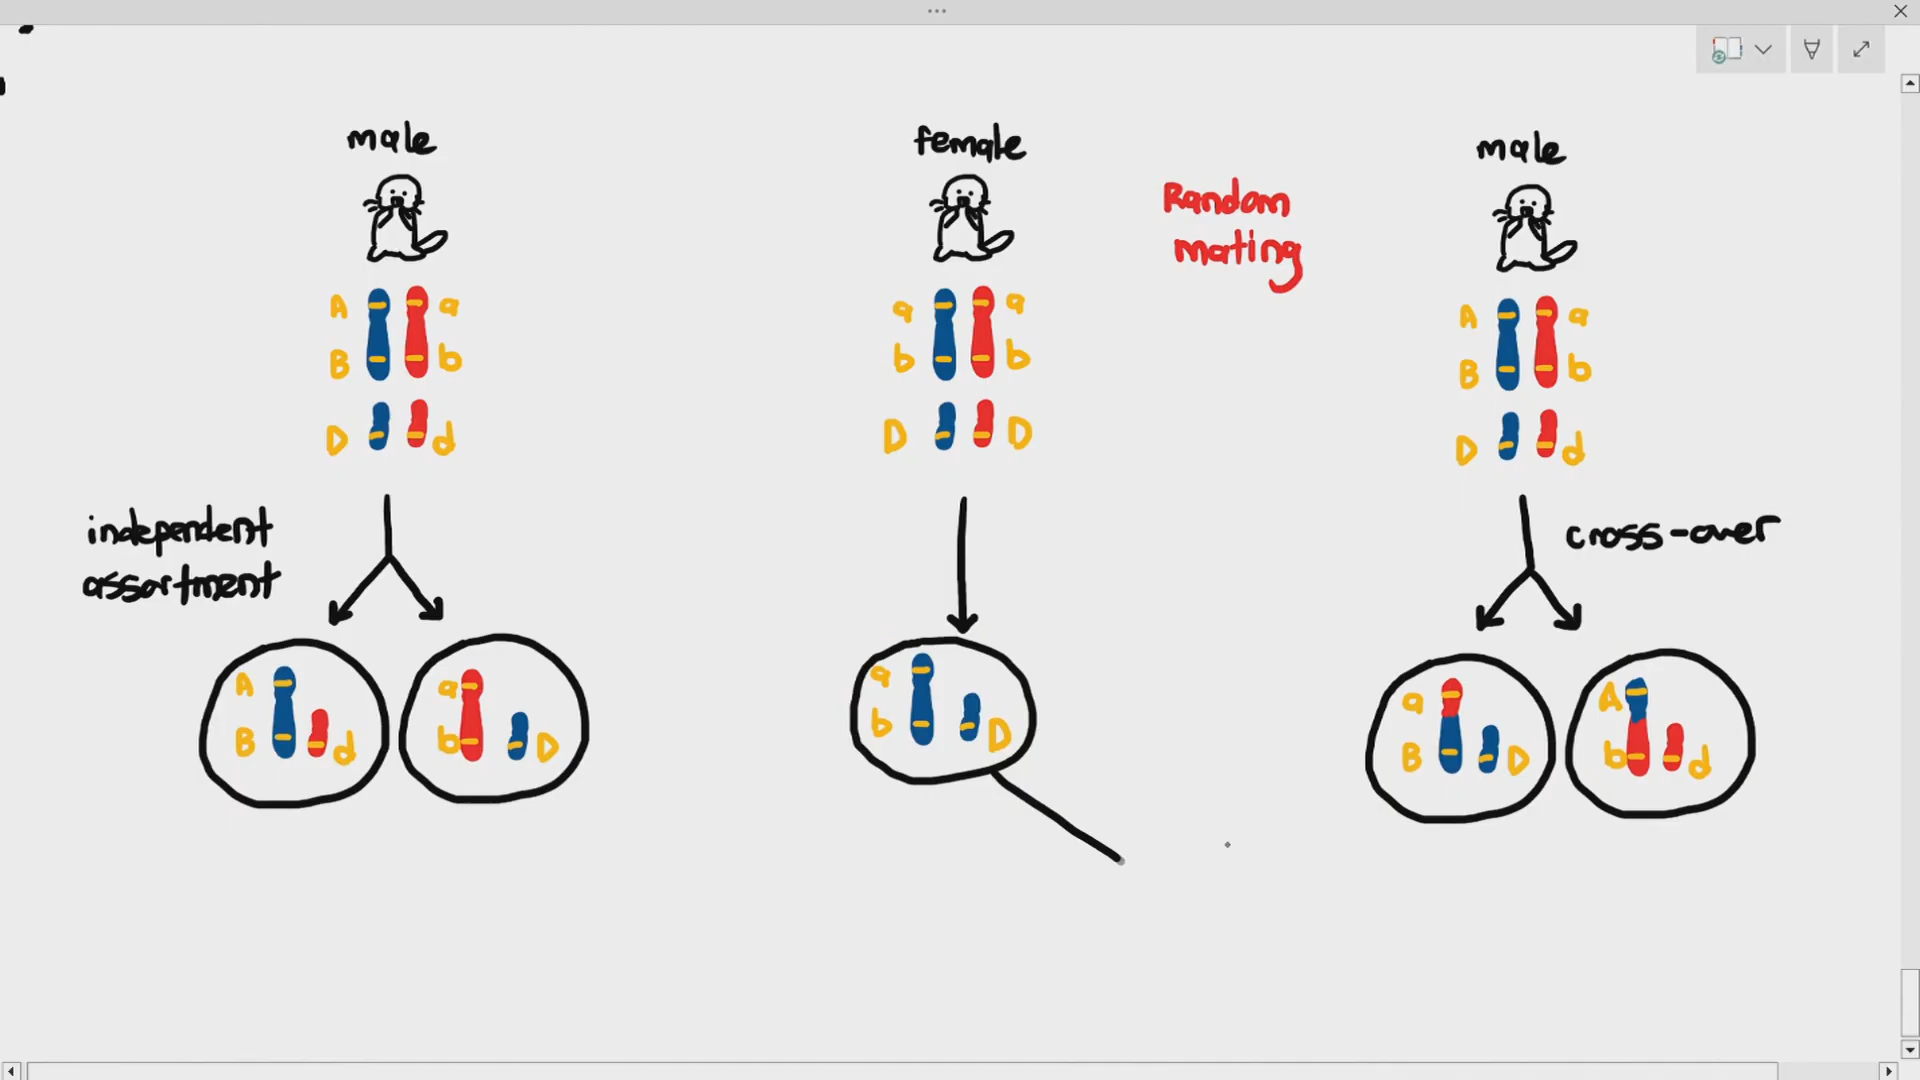 male
female
male
Random
mating
A a
B b
D d
a a
b b
D D
A a
B b
D d
independent
assortment
cross-over
A
B d
a
b D
a
b D
a
B D
A
b d